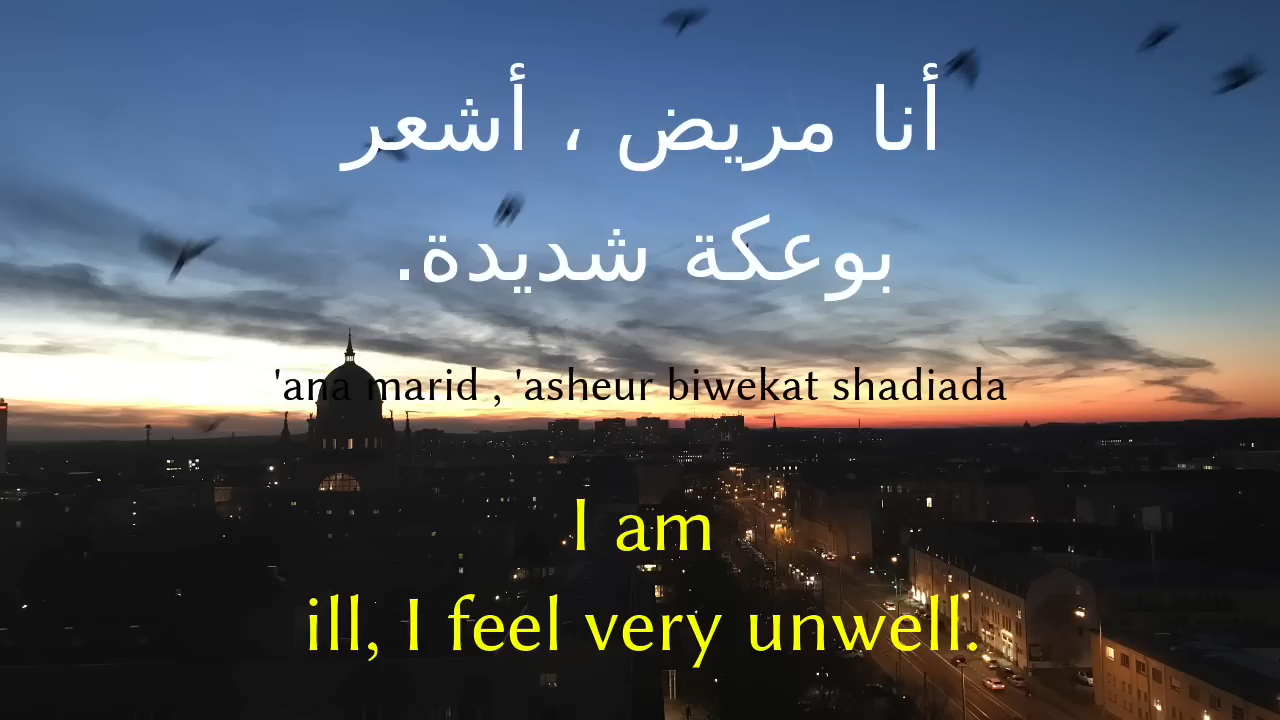 أنا مريض ، أشعر
بوعكة شديدة.
'ana marid , 'asheur biwekat shadiada
I am
ill, I feel very unwell.